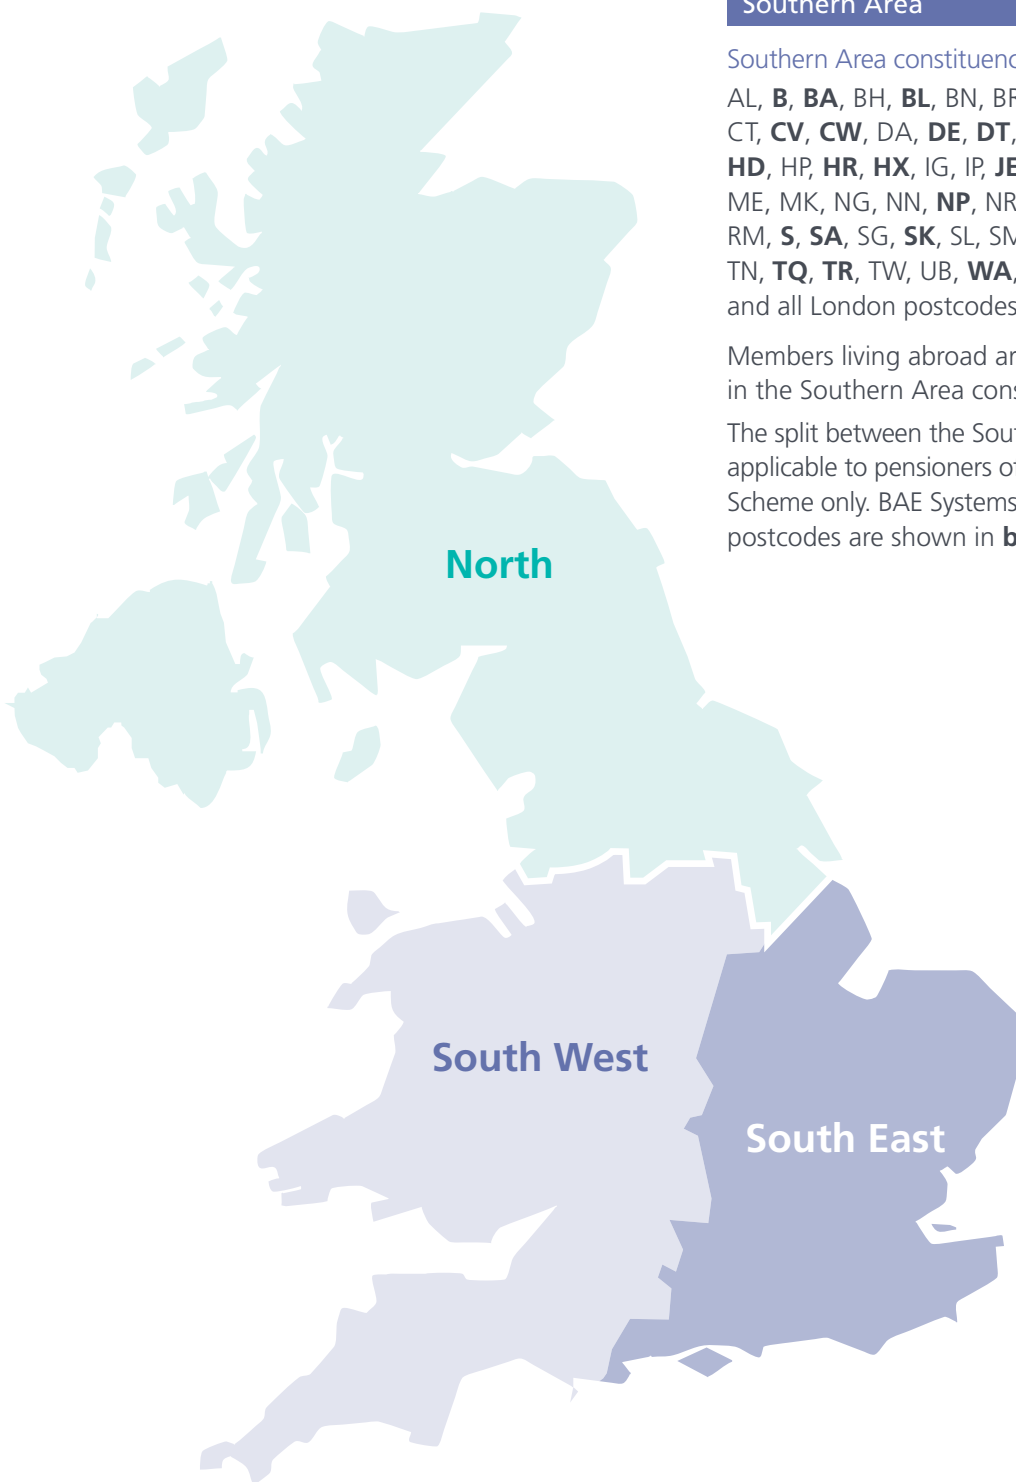 Southern Area
Southern Area constituenc
AL, B, BA, BH, BL, BN, BR
CT, CV, CW, DA, DE, DT,
HD, HP, HR, HX, IG, IP, JE
ME, MK, NG, NN, NP, NR
RM, S, SA, SG, SK, SL, SM
TN, TQ, TR, TW, UB, WA,
and all London postcodes
Members living abroad ar
in the Southern Area cons
The split between the Sout
applicable to pensioners of
Scheme only. BAE Systems
postcodes are shown in b
North
South West
South East